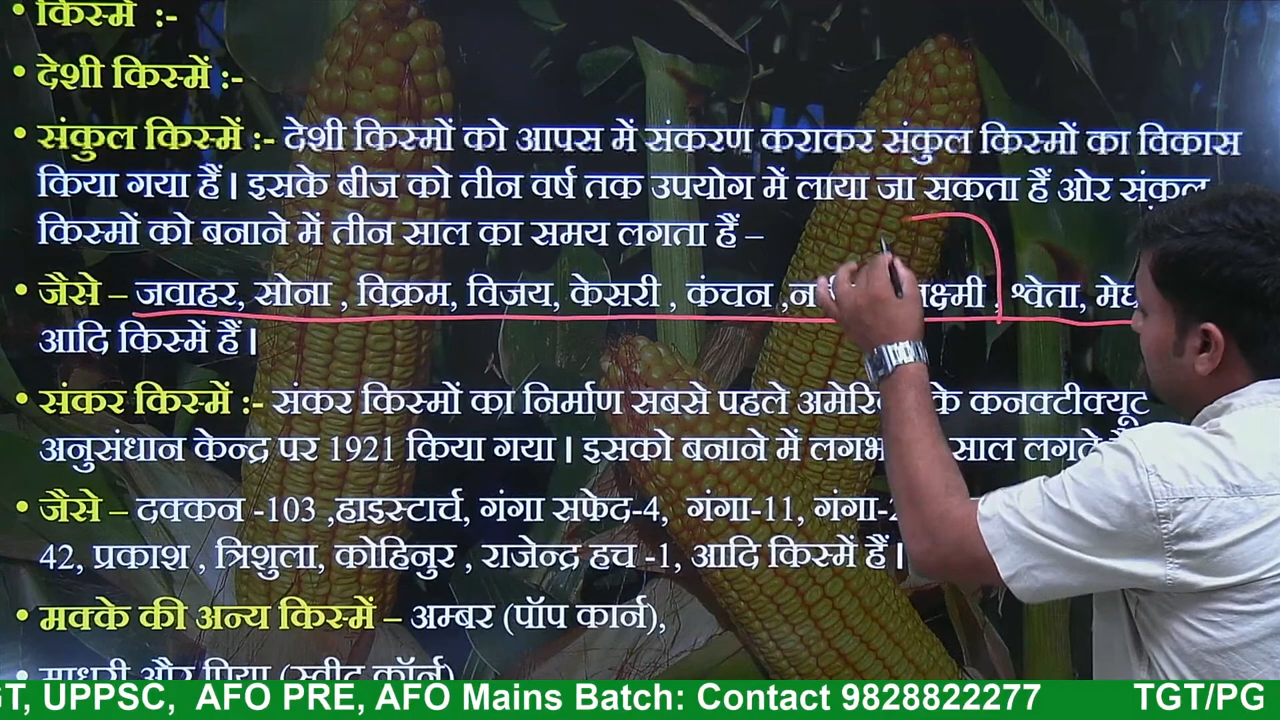 • किस्में :-
• देशी किस्में :-
• संकुल किस्में :- देशी किस्मों को आपस में संकरण कराकर संकुल किस्मों का विकास
किया गया हैं। इसके बीज को तीन वर्ष तक उपयोग में लाया जा सकता हैं ओर संकुल
किस्मों को बनाने में तीन साल का समय लगता हैं –
• जैसे – जवाहर, सोना , विक्रम, विजय, केसरी , कंचन , श्वेता,
आदि किस्में हैं।
• संकर किस्में :- संकर किस्मों का निर्माण सबसे पहले के कनक्टीक्यूट
अनुसंधान केन्द्र पर 1921 किया गया। इसको बनाने में साल लगते
• जैसे – दक्कन -103 ,हाइस्टार्च, गंगा सफेद-4, गंगा-11,
42, प्रकाश , त्रिशुला, कोहिनुर , राजेन्द्र हच -1, आदि किस्में हैं।
• मक्के की अन्य किस्में – अम्बर (पॉप कार्न),
• माधुरी और प्रिया (स्वीट कॉर्न)
GT, UPPSC, AFO PRE, AFO Mains Batch: Contact 9828822277 TGT/PG